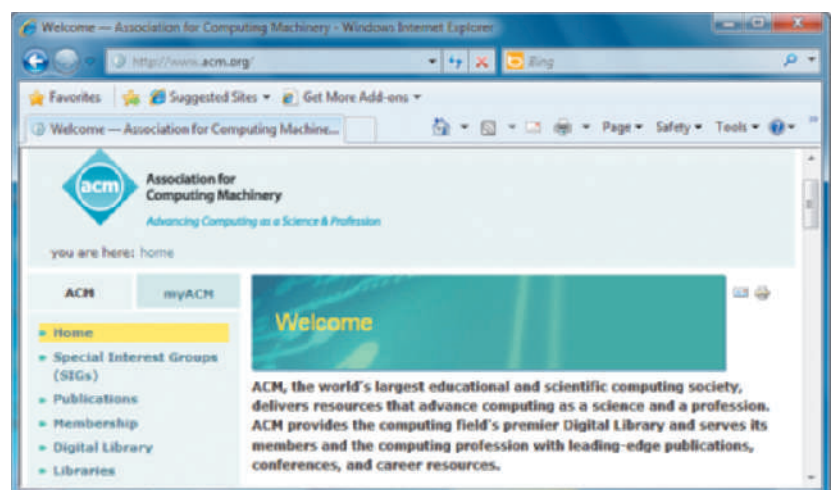 Welcome — Association for Computing Machinery - Windows Internet Explorer
http://www.acm.org/
Bing
Favorites Suggested Sites Get More Add-ons
Welcome — Association for Computing Machine...
Page Safety Tools
acm
Association for
Computing Machinery
Advancing Computing as a Science & Profession
you are here: home
ACM myACM
Welcome
Home
Special Interest Groups
(SIGs)
Publications
Membership
Digital Library
Libraries
ACM, the world's largest educational and scientific computing society,
delivers resources that advance computing as a science and a profession.
ACM provides the computing field's premier Digital Library and serves its
members and the computing profession with leading-edge publications,
conferences, and career resources.